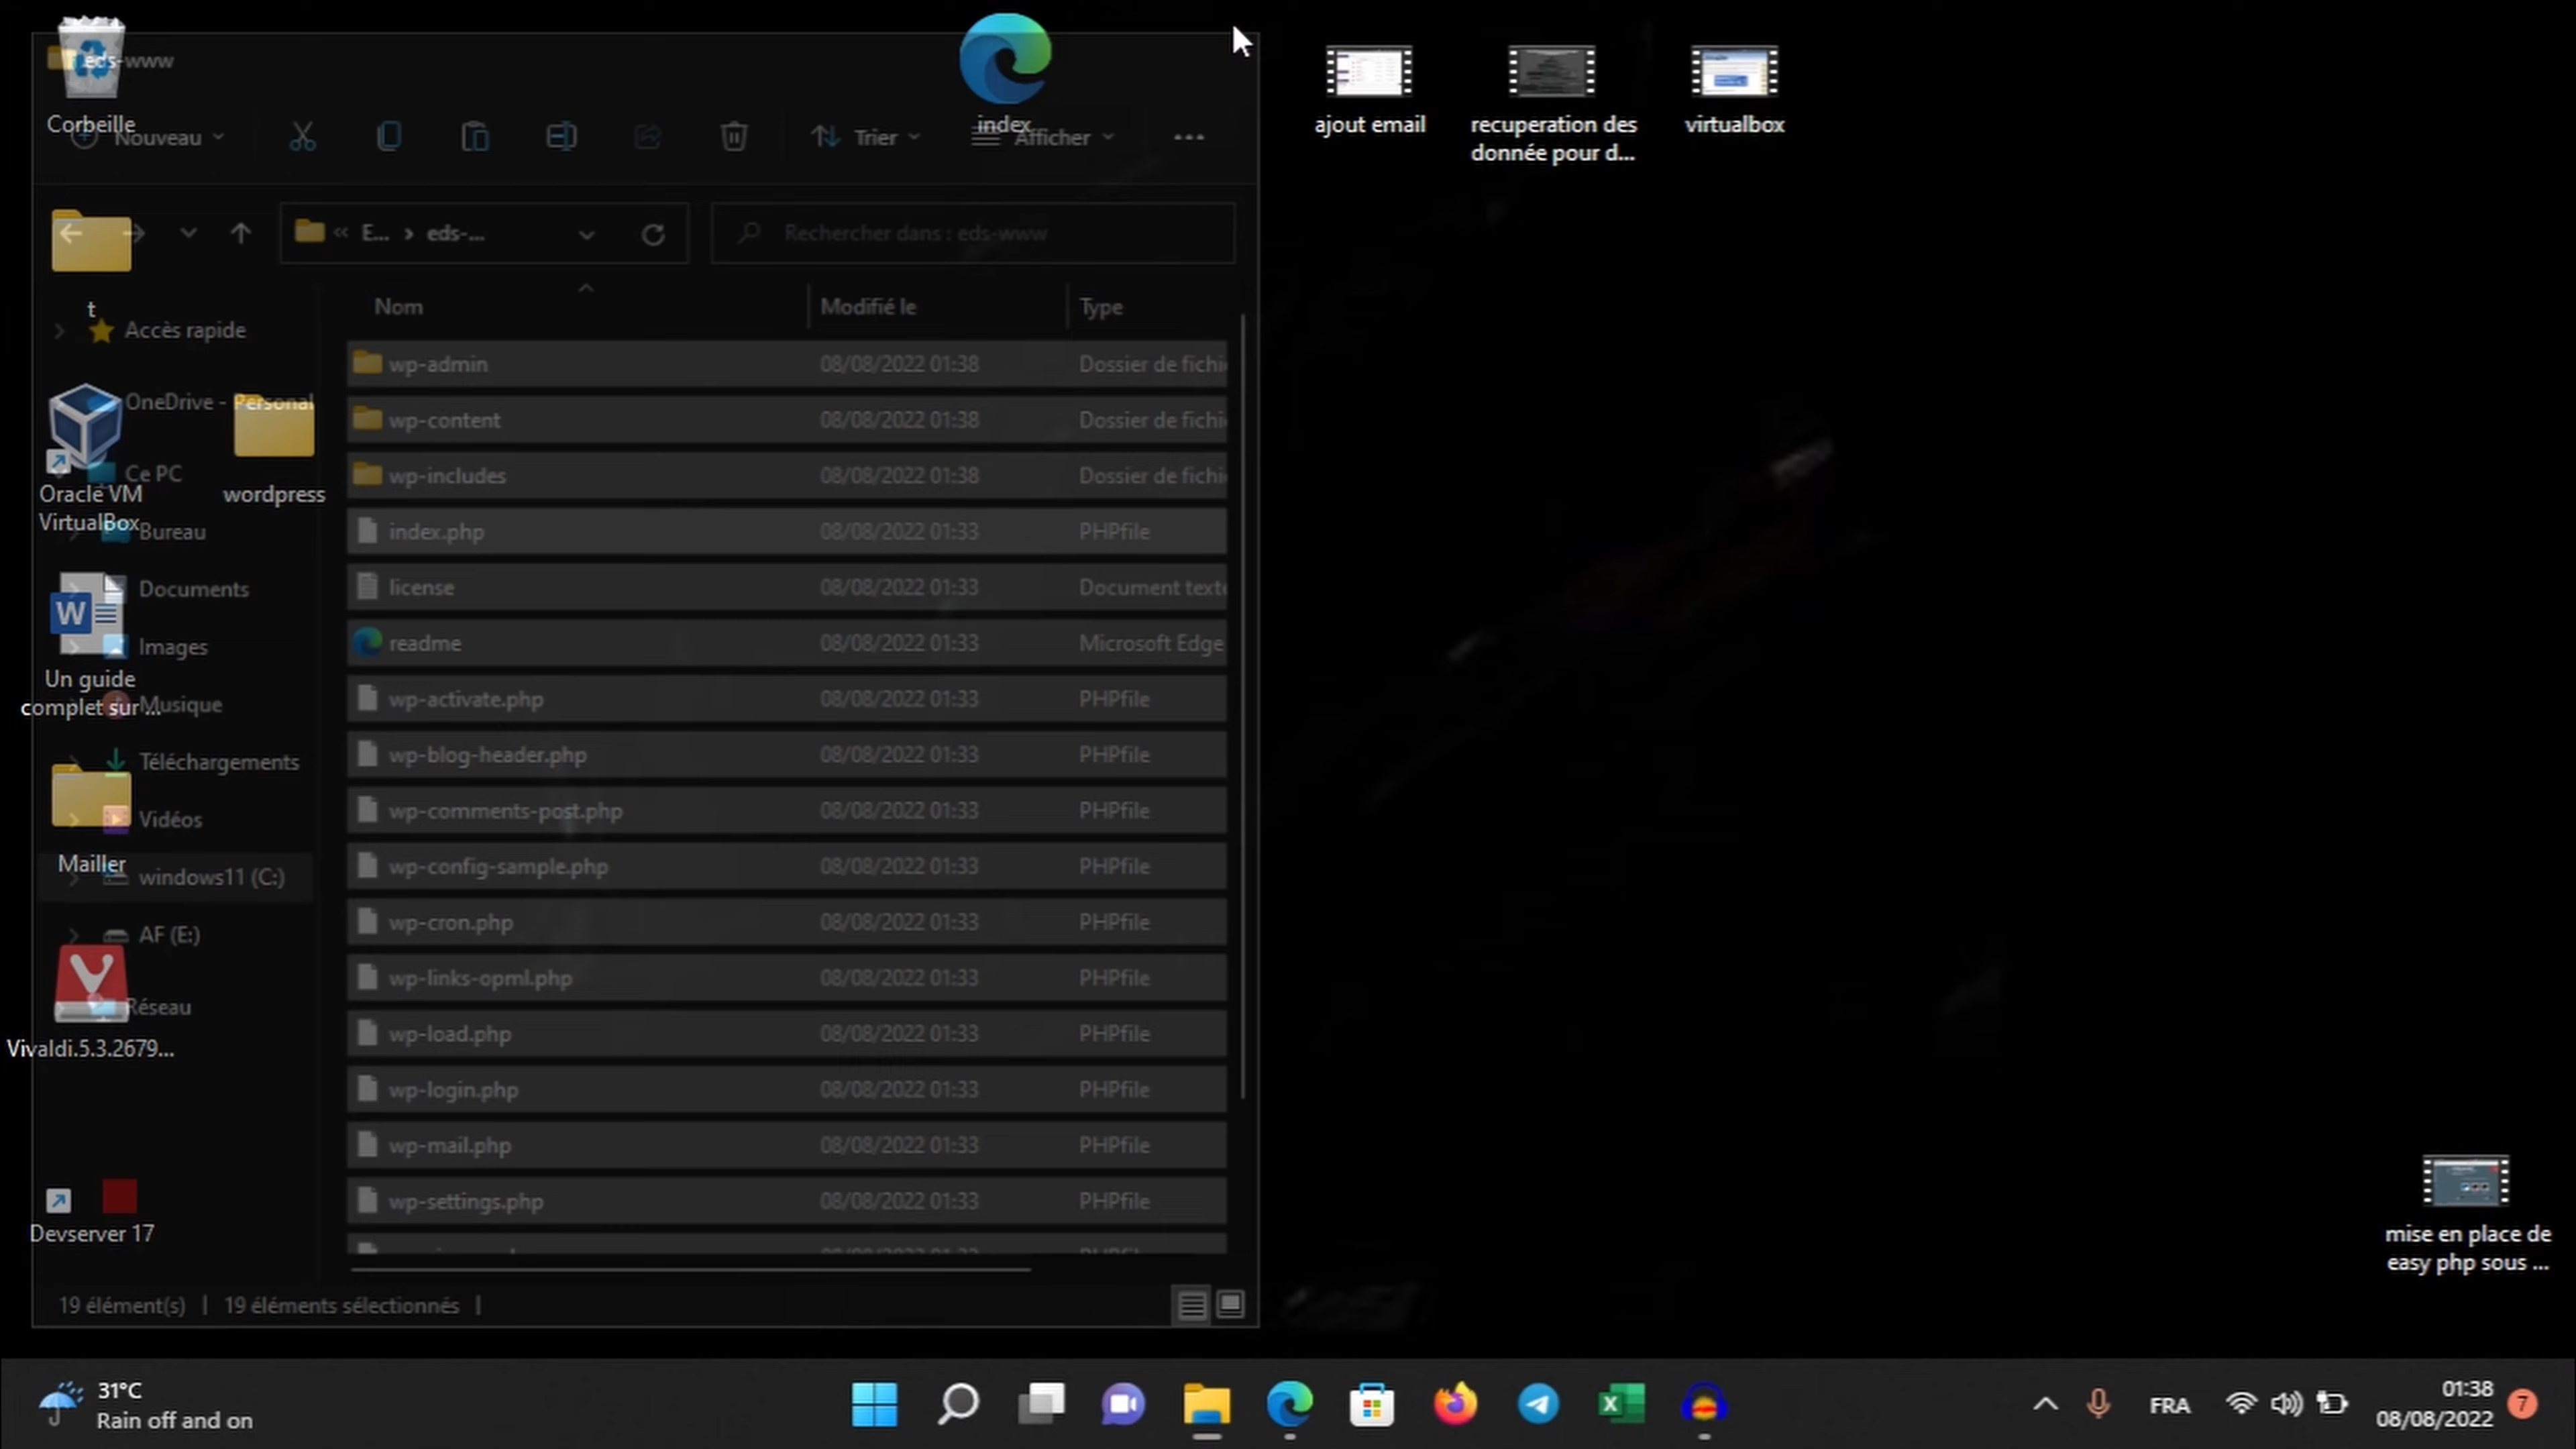 eds-www
Corbeille
Nouveau
Trier
index
Afficher
ajout email
recuperation des
donnée pour d...
virtualbox
« E... › eds-...
Rechercher dans : eds-www
t
Accès rapide
OneDrive - Personal
Ce PC
Oracle VM
VirtualBox
wordpress
Bureau
Documents
Images
Un guide
complet sur ...
Musique
Téléchargements
Vidéos
Mailler
windows11 (C:)
AF (E:)
Réseau
Vivaldi.5.3.2679...
Devserver 17
Nom Modifié le Type
wp-admin 08/08/2022 01:38 Dossier de fichi
wp-content 08/08/2022 01:38 Dossier de fichi
wp-includes 08/08/2022 01:38 Dossier de fichi
index.php 08/08/2022 01:33 PHPfile
license 08/08/2022 01:33 Document texte
readme 08/08/2022 01:33 Microsoft Edge
wp-activate.php 08/08/2022 01:33 PHPfile
wp-blog-header.php 08/08/2022 01:33 PHPfile
wp-comments-post.php 08/08/2022 01:33 PHPfile
wp-config-sample.php 08/08/2022 01:33 PHPfile
wp-cron.php 08/08/2022 01:33 PHPfile
wp-links-opml.php 08/08/2022 01:33 PHPfile
wp-load.php 08/08/2022 01:33 PHPfile
wp-login.php 08/08/2022 01:33 PHPfile
wp-mail.php 08/08/2022 01:33 PHPfile
wp-settings.php 08/08/2022 01:33 PHPfile
19 élément(s) | 19 éléments sélectionnés |
mise en place de
easy php sous ...
31°C
Rain off and on
FRA
01:38
08/08/2022
7